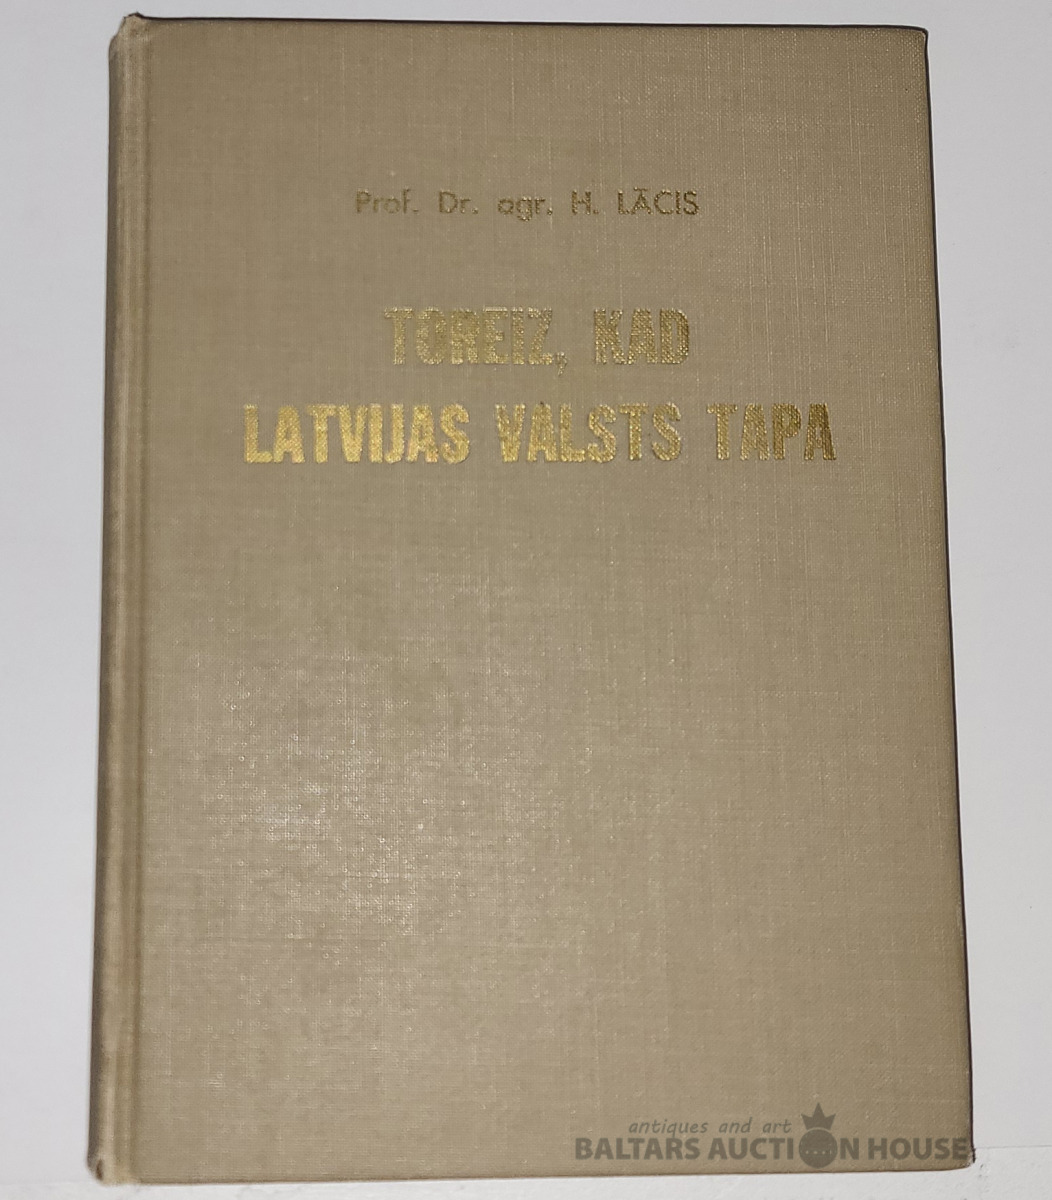 Prof. Dr. agr. H. LĀCIS
TOREIZ, KAD
LATVIJAS VALSTS TAPA
antiques and art
BALTARS AUCTION HOUSE